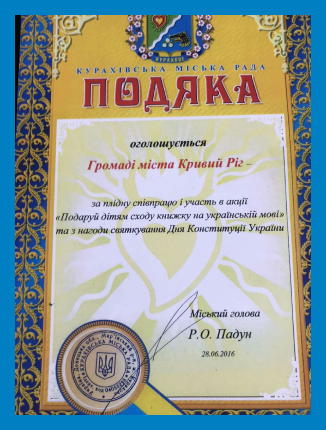 КУРАХОВЕ
КУРАХІВСЬКА МІСЬКА РАДА
ПОДЯКА
оголошується
Громаді міста Кривий Ріг –
за плідну співпрацю і участь в акції
«Подаруй дітям сходу книжку на українській мові»
та з нагоди святкування Дня Конституції України
Міський голова
Р.О. Падун
28.06.2016